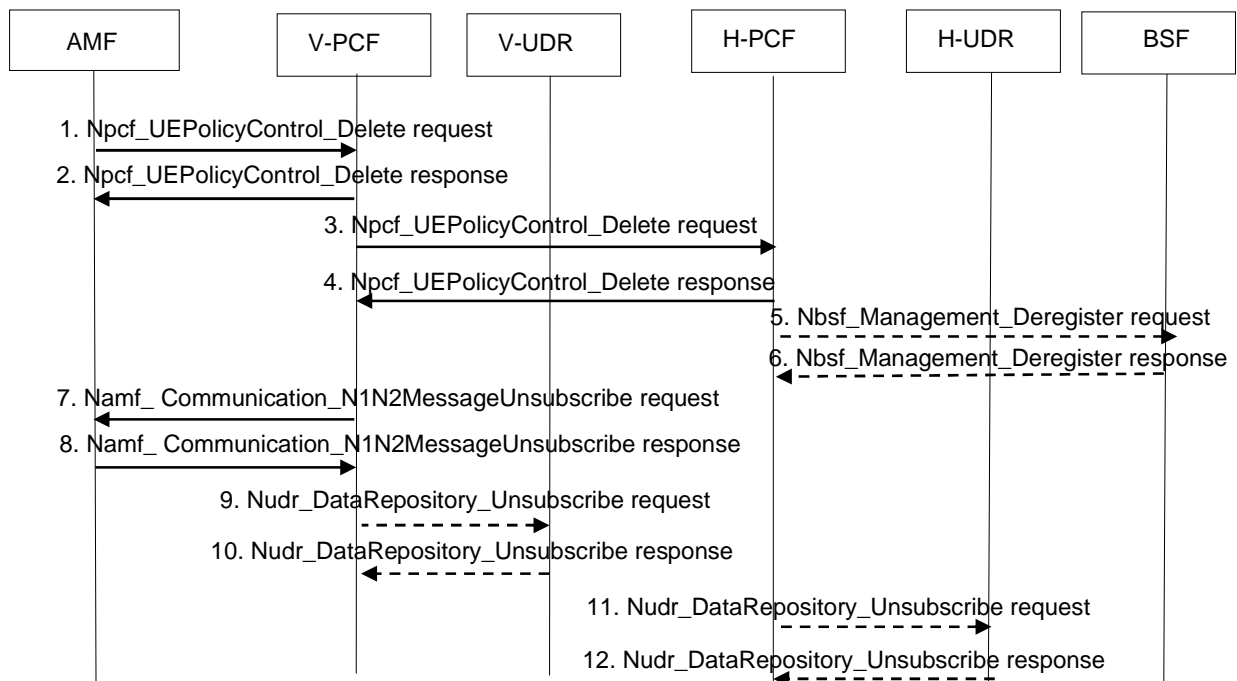 AMF
V-PCF
V-UDR
H-PCF
H-UDR
BSF
1. Npcf_UEPolicyControl_Delete request
2. Npcf_UEPolicyControl_Delete response
3. Npcf_UEPolicyControl_Delete request
4. Npcf_UEPolicyControl_Delete response
5. Nbsf_Management_Deregister request
6. Nbsf_Management_Deregister response
7. Namf_ Communication_N1N2MessageUnsubscribe request
8. Namf_ Communication_N1N2MessageUnsubscribe response
9. Nudr_DataRepository_Unsubscribe request
10. Nudr_DataRepository_Unsubscribe response
11. Nudr_DataRepository_Unsubscribe request
12. Nudr_DataRepository_Unsubscribe response